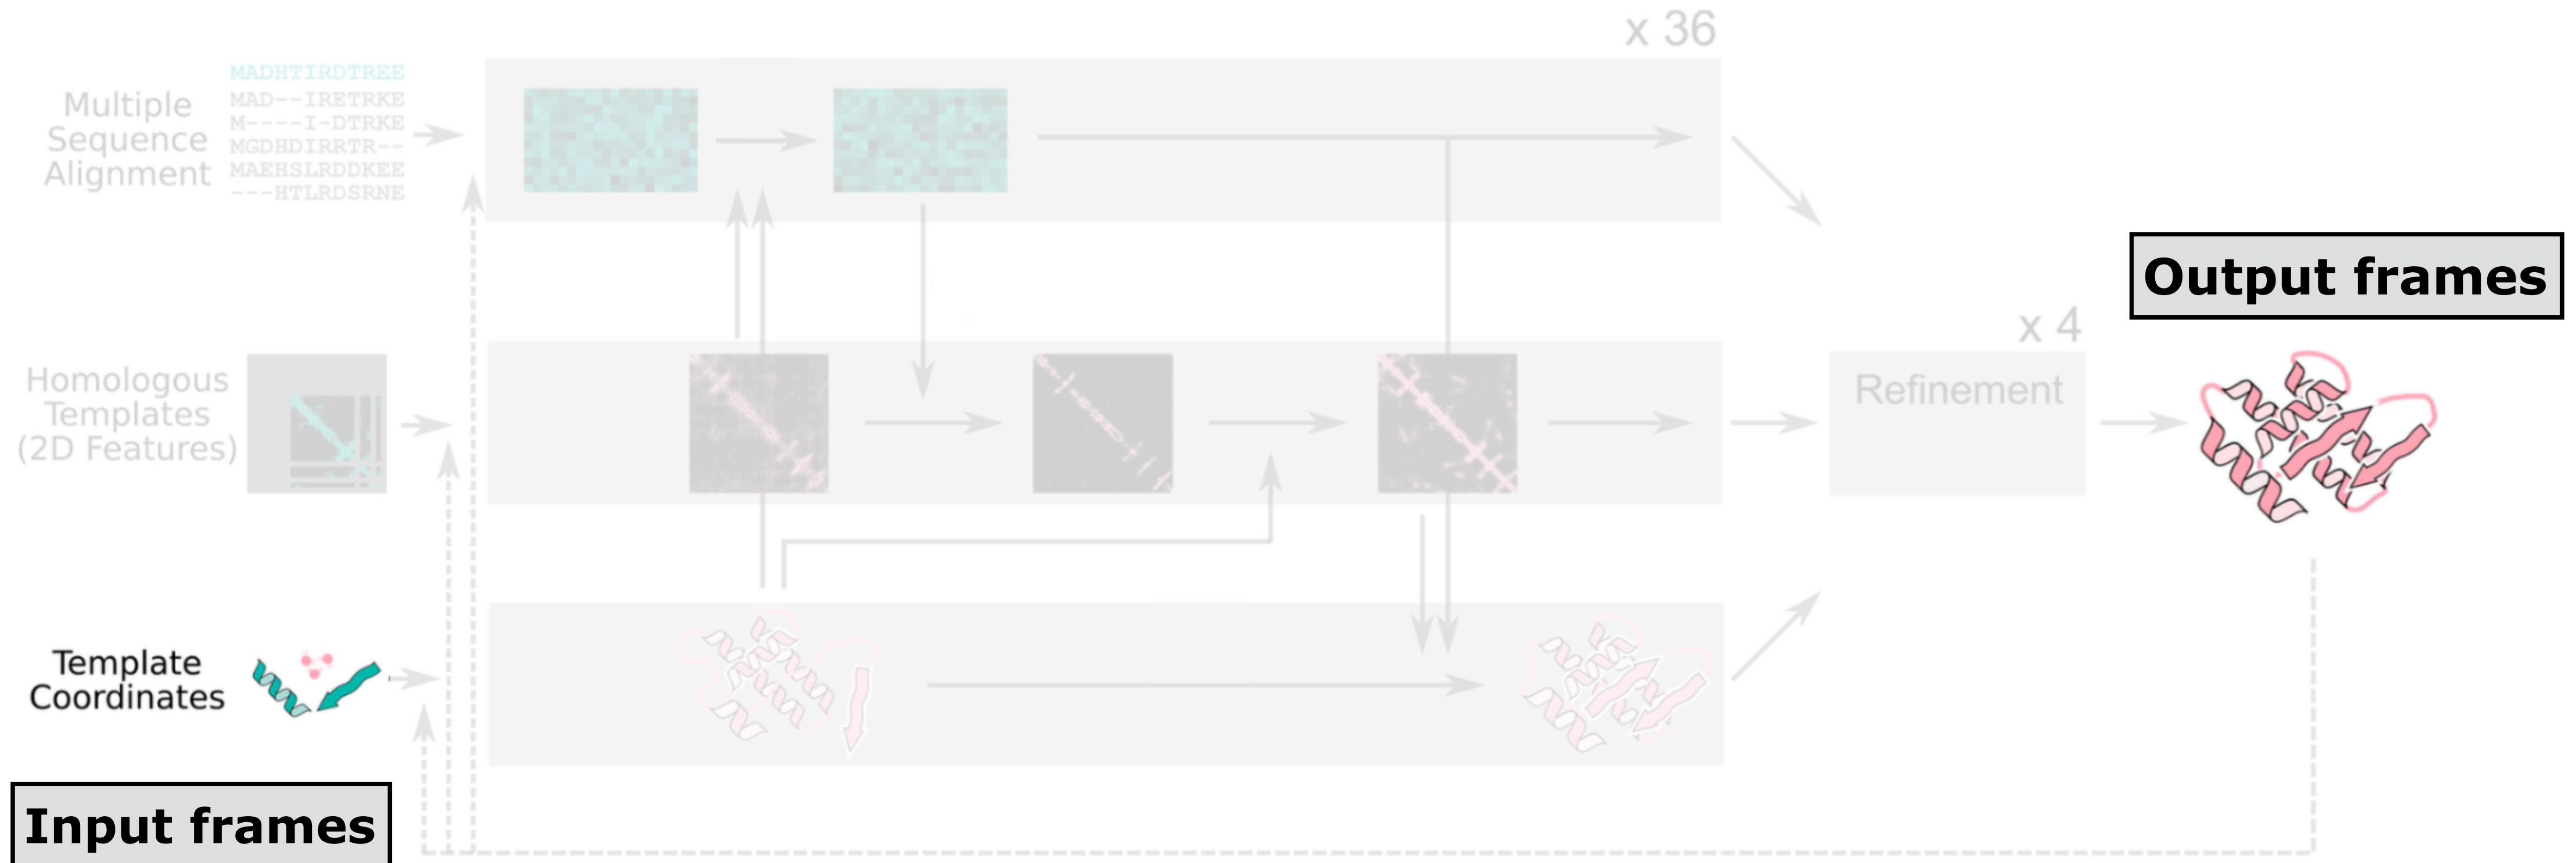 x 36
Multiple
Sequence
Alignment
MADHTIRDTREE
MAD--IRETRKE
M----I-DTRKE
MGDHDIRRTR--
MAEHSLRDDKEE
---HTLRDSRNE
Homologous
Templates
(2D Features)
x 4
Refinement
Output frames
Template
Coordinates
Input frames